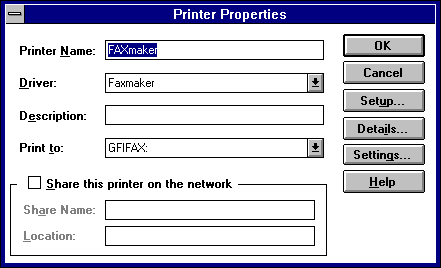 Printer Properties
Printer Name: FAXmaker
OK
Cancel
Driver: Faxmaker
Setup...
Description:
Details...
Print to: GFIFAX:
Settings...
Share this printer on the network
Help
Share Name:
Location: